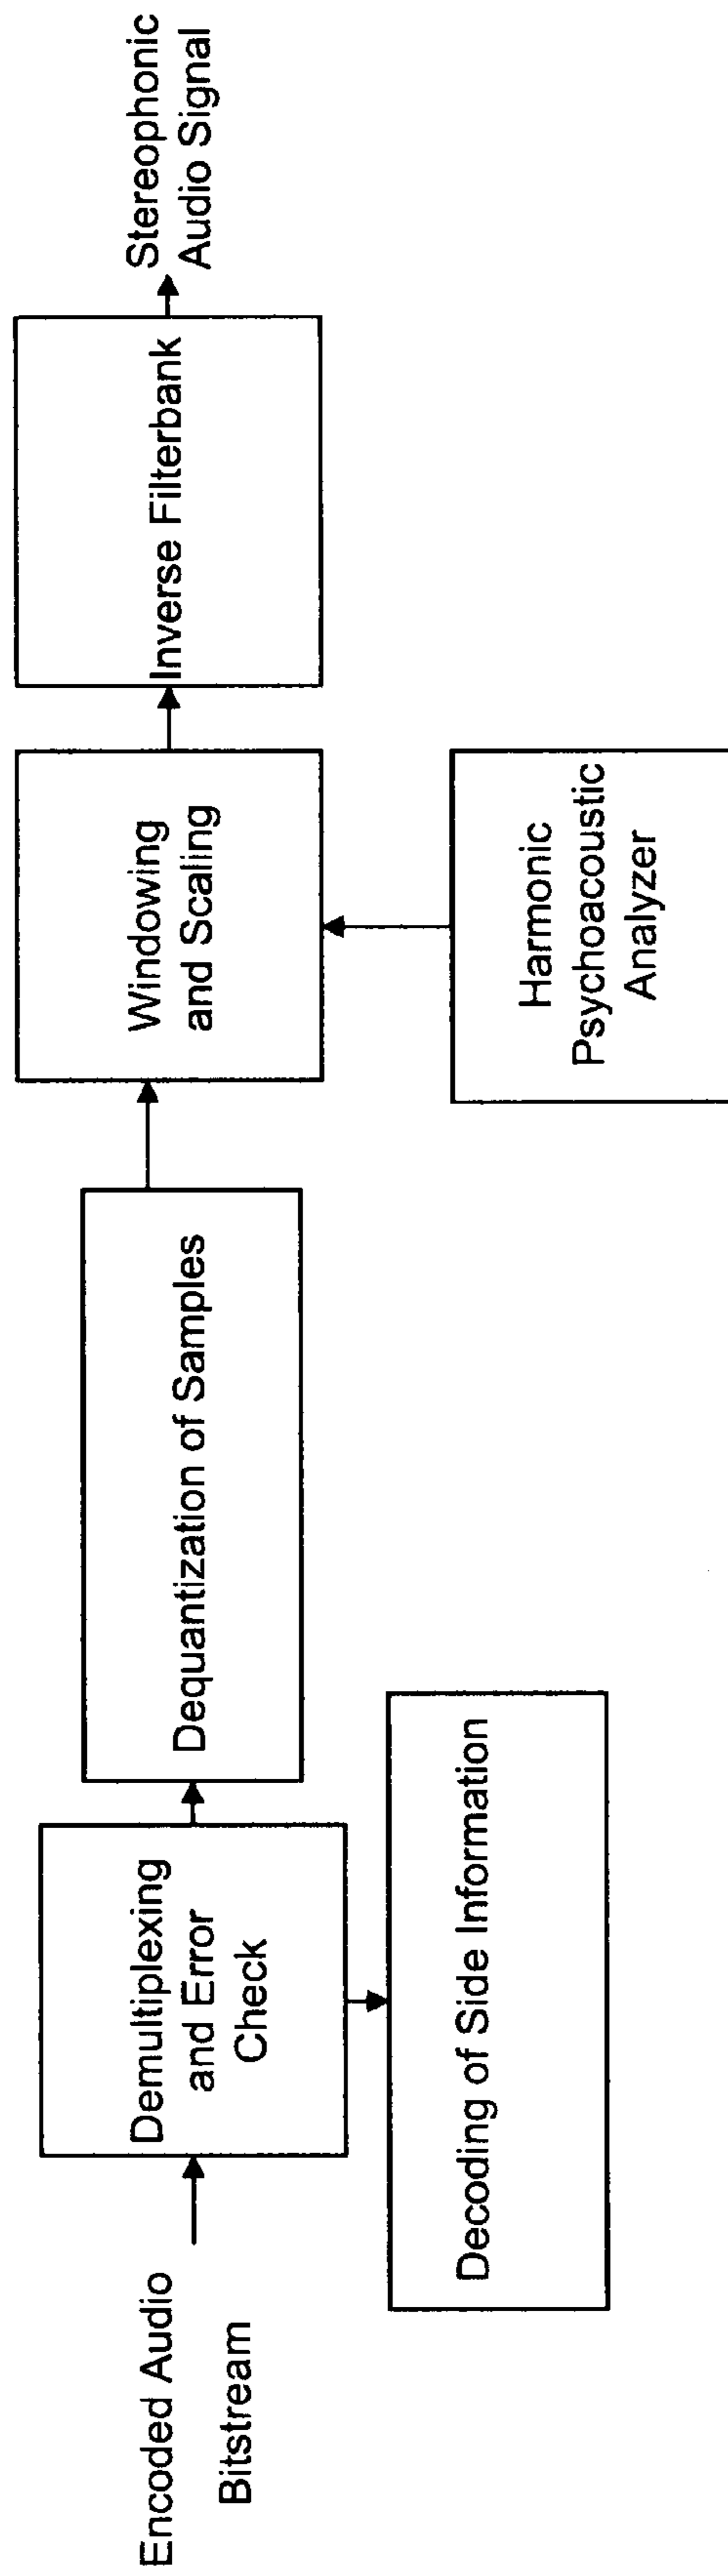 Encoded Audio
Bitstream
Demultiplexing
and Error
Check
Decoding of Side Information
Dequantization of Samples
Windowing
and Scaling
Harmonic
Psychoacoustic
Analyzer
Inverse Filterbank
Stereophonic
Audio Signal